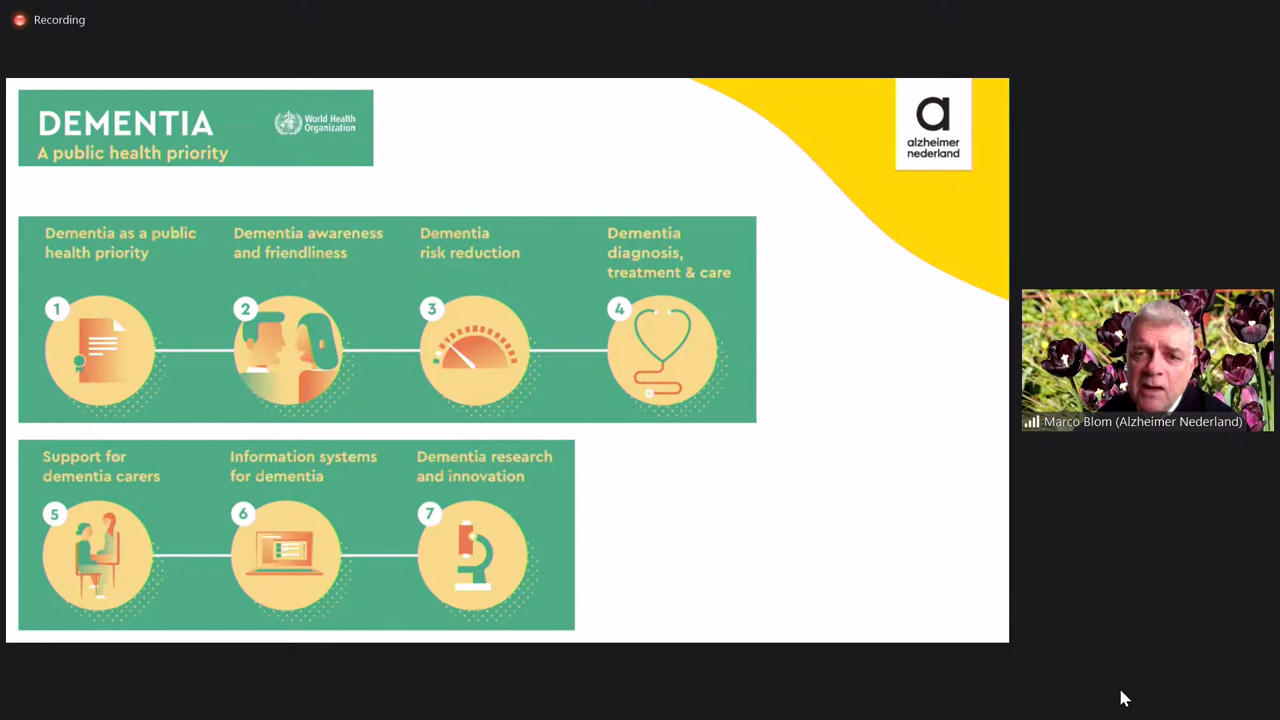 Recording
DEMENTIA
A public health priority
World Health
Organization
a
alzheimer
nederland
Dementia as a public
health priority
1
Dementia awareness
and friendliness
2
Dementia
risk reduction
3
Dementia
diagnosis,
treatment & care
4
Support for
dementia carers
5
Information systems
for dementia
6
Dementia research
and innovation
7
Marco Blom (Alzheimer Nederland)